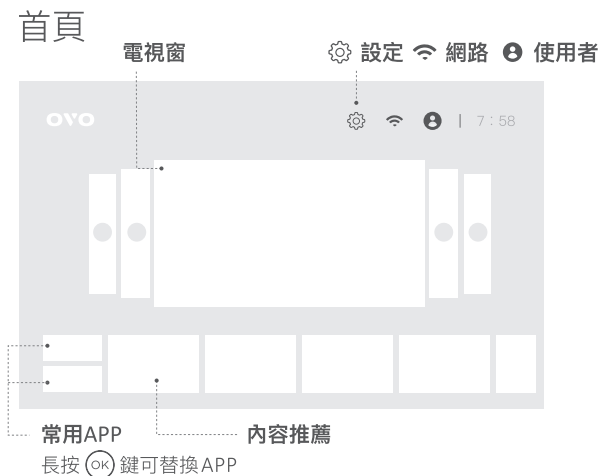 首頁
電視窗
設定 網路 使用者
OVO
7：58
常用APP
內容推薦
長按 OK 鍵可替換APP